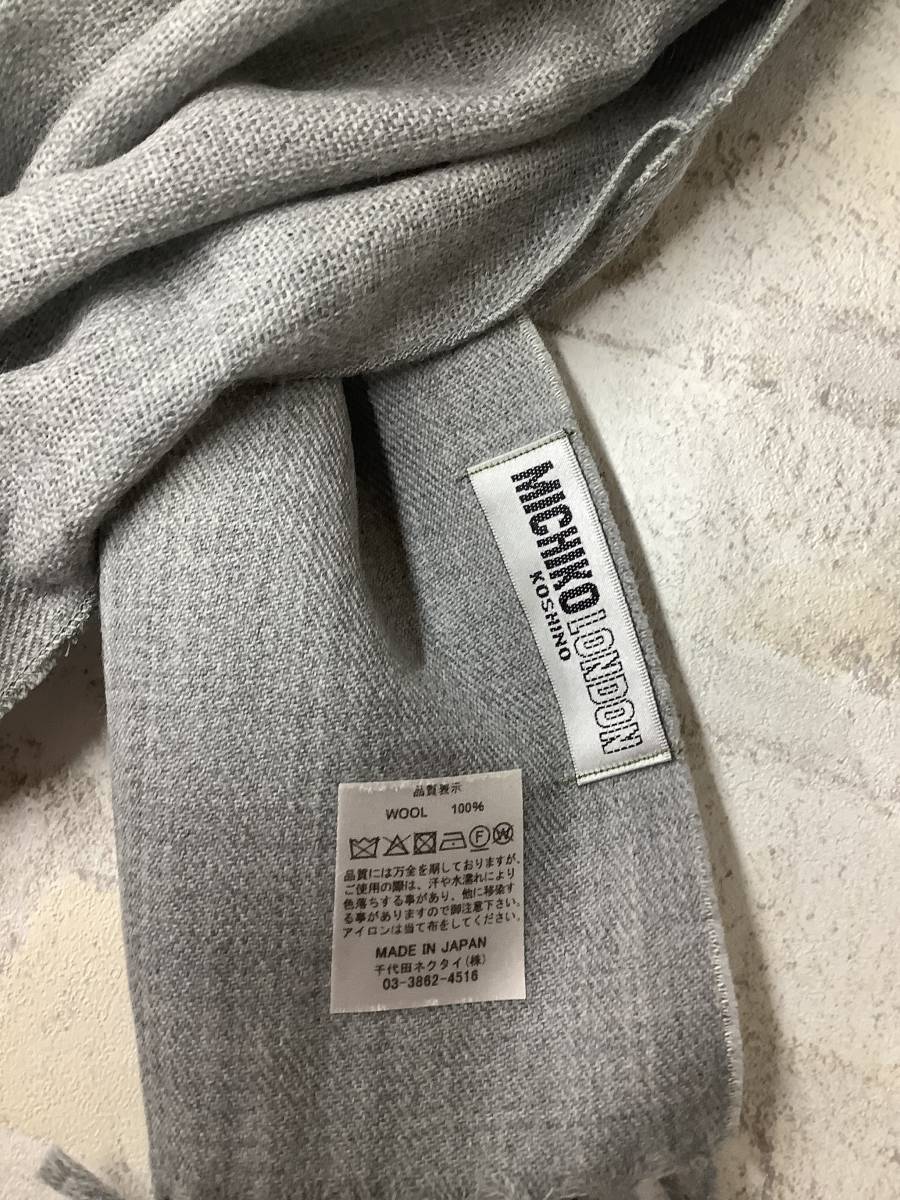 MICHIKO LONDON
KOSHINO
品質表示
WOOL 100%
F W
品質には万全を期しておりますが、
ご使用の際は、汗や水濡れにより
色落ちする事があり、他に移染す
る事がありますので御注意下さい。
アイロンは当て布をしてください。
MADE IN JAPAN
千代田ネクタイ(株)
03-3862-4516